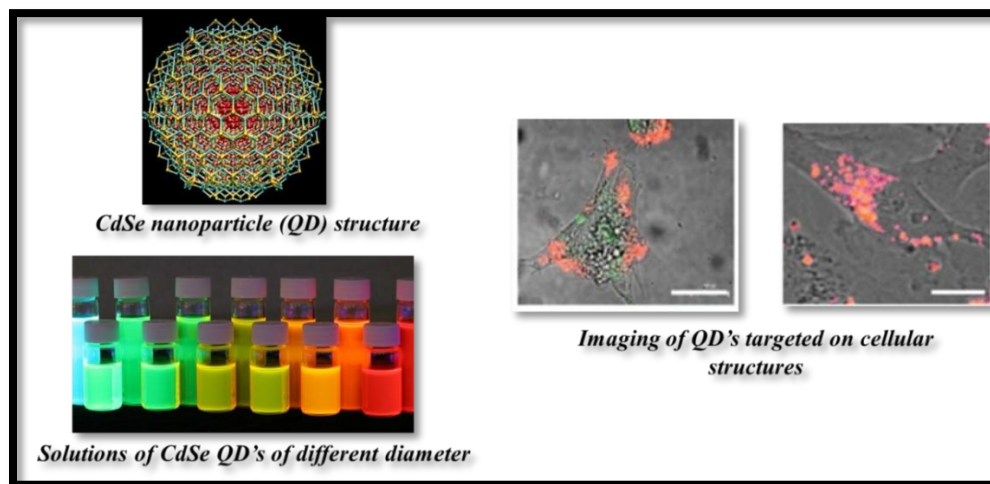 CdSe nanoparticle (QD) structure
Solutions of CdSe QD's of different diameter
Imaging of QD's targeted on cellular
structures